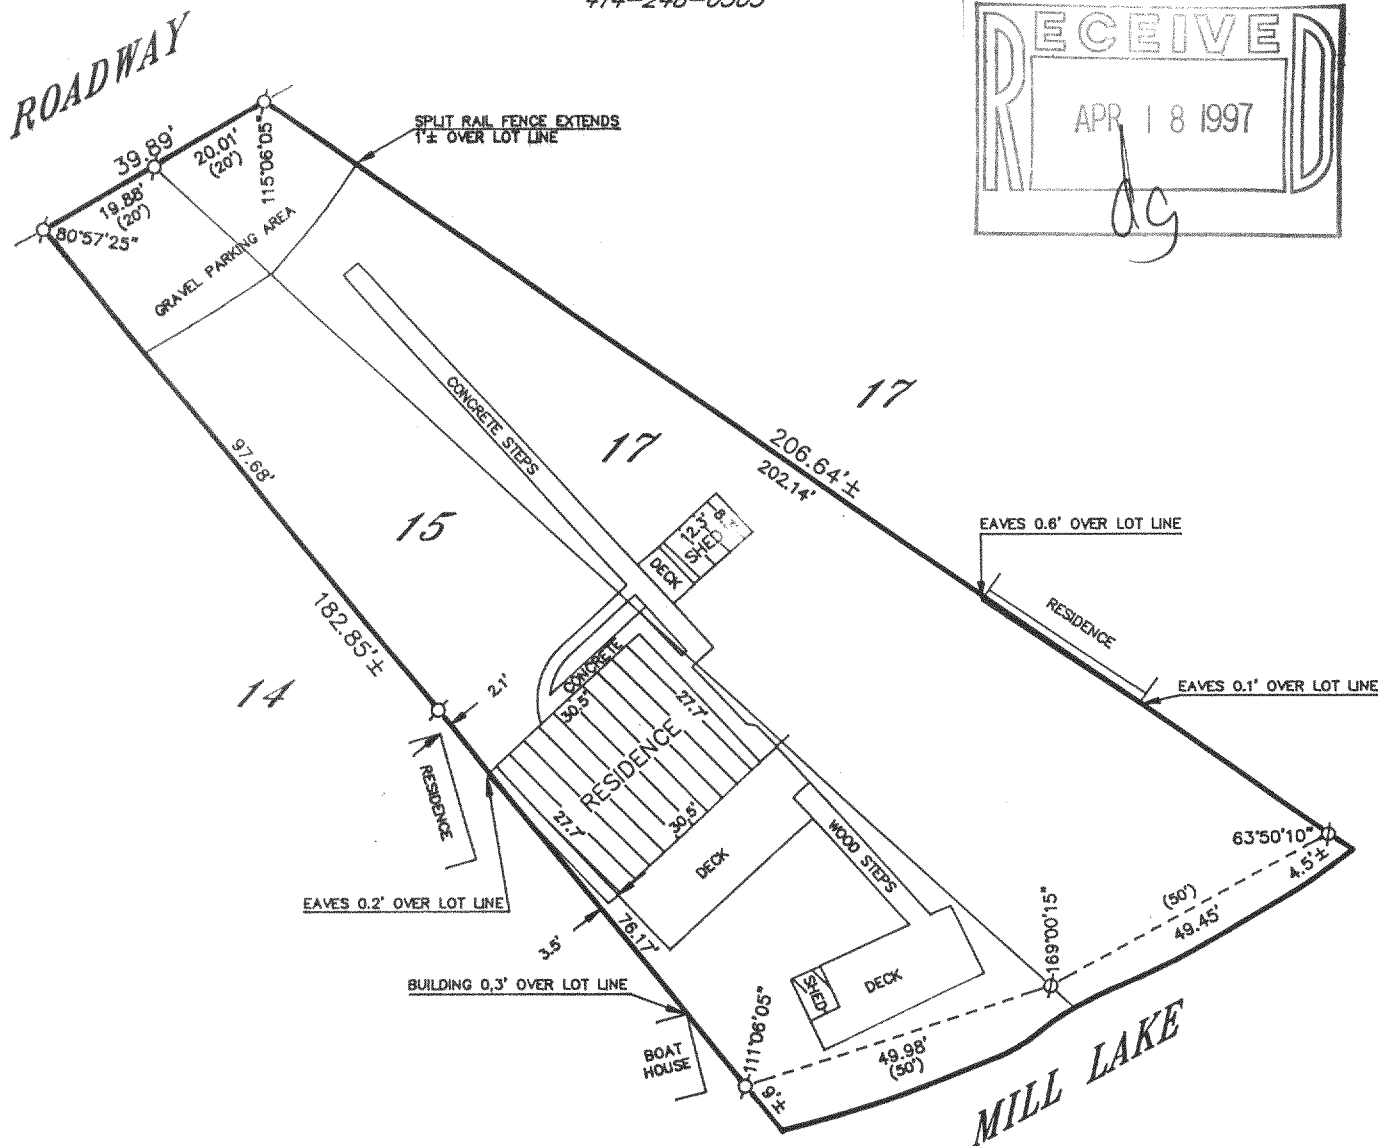 ROADWAY
RECEIVED
APR 18 1997
dg
39.89'
20.01'
(20')
19.88'
(20')
115°06'05"
80°57'25"
SPLIT RAIL FENCE EXTENDS
1'± OVER LOT LINE
GRAVEL PARKING AREA
CONCRETE STEPS
17
17
206.64'±
202.14'
97.68'
15
12.3'
SHED
DECK
EAVES 0.6' OVER LOT LINE
RESIDENCE
EAVES 0.1' OVER LOT LINE
182.85'±
14
2.1'
CONCRETE
30.5'
27.7'
RESIDENCE
27.7'
30.5'
RESIDENCE
DECK
WOOD STEPS
EAVES 0.2' OVER LOT LINE
3.5'
76.17'
BUILDING 0.3' OVER LOT LINE
BOAT
HOUSE
SHED
DECK
63°50'10"
4.5'±
(50')
49.45'
169°00'15"
111°06'05"
49.98'
(50')
9'±
MILL LAKE